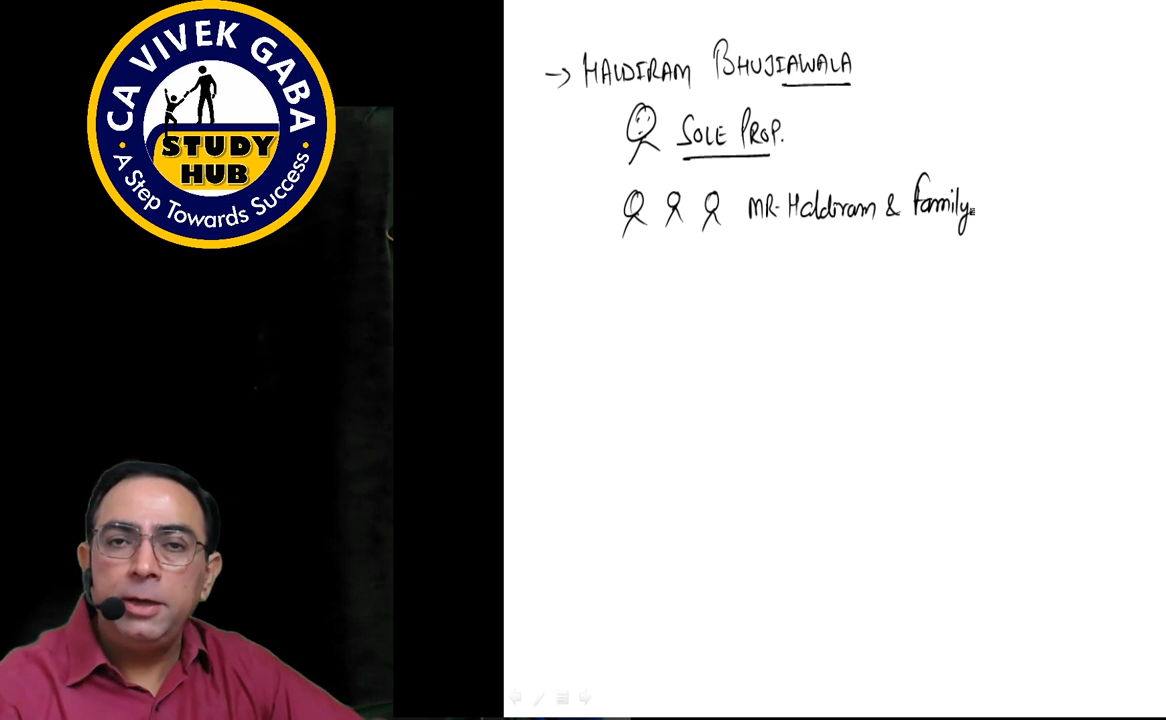 CA VIVEK GABA
STUDY
HUB
A Step Towards Success
→ HALDIRAM BHUJIAWALA
SOLE PROP.
MR. Haldiram & Family